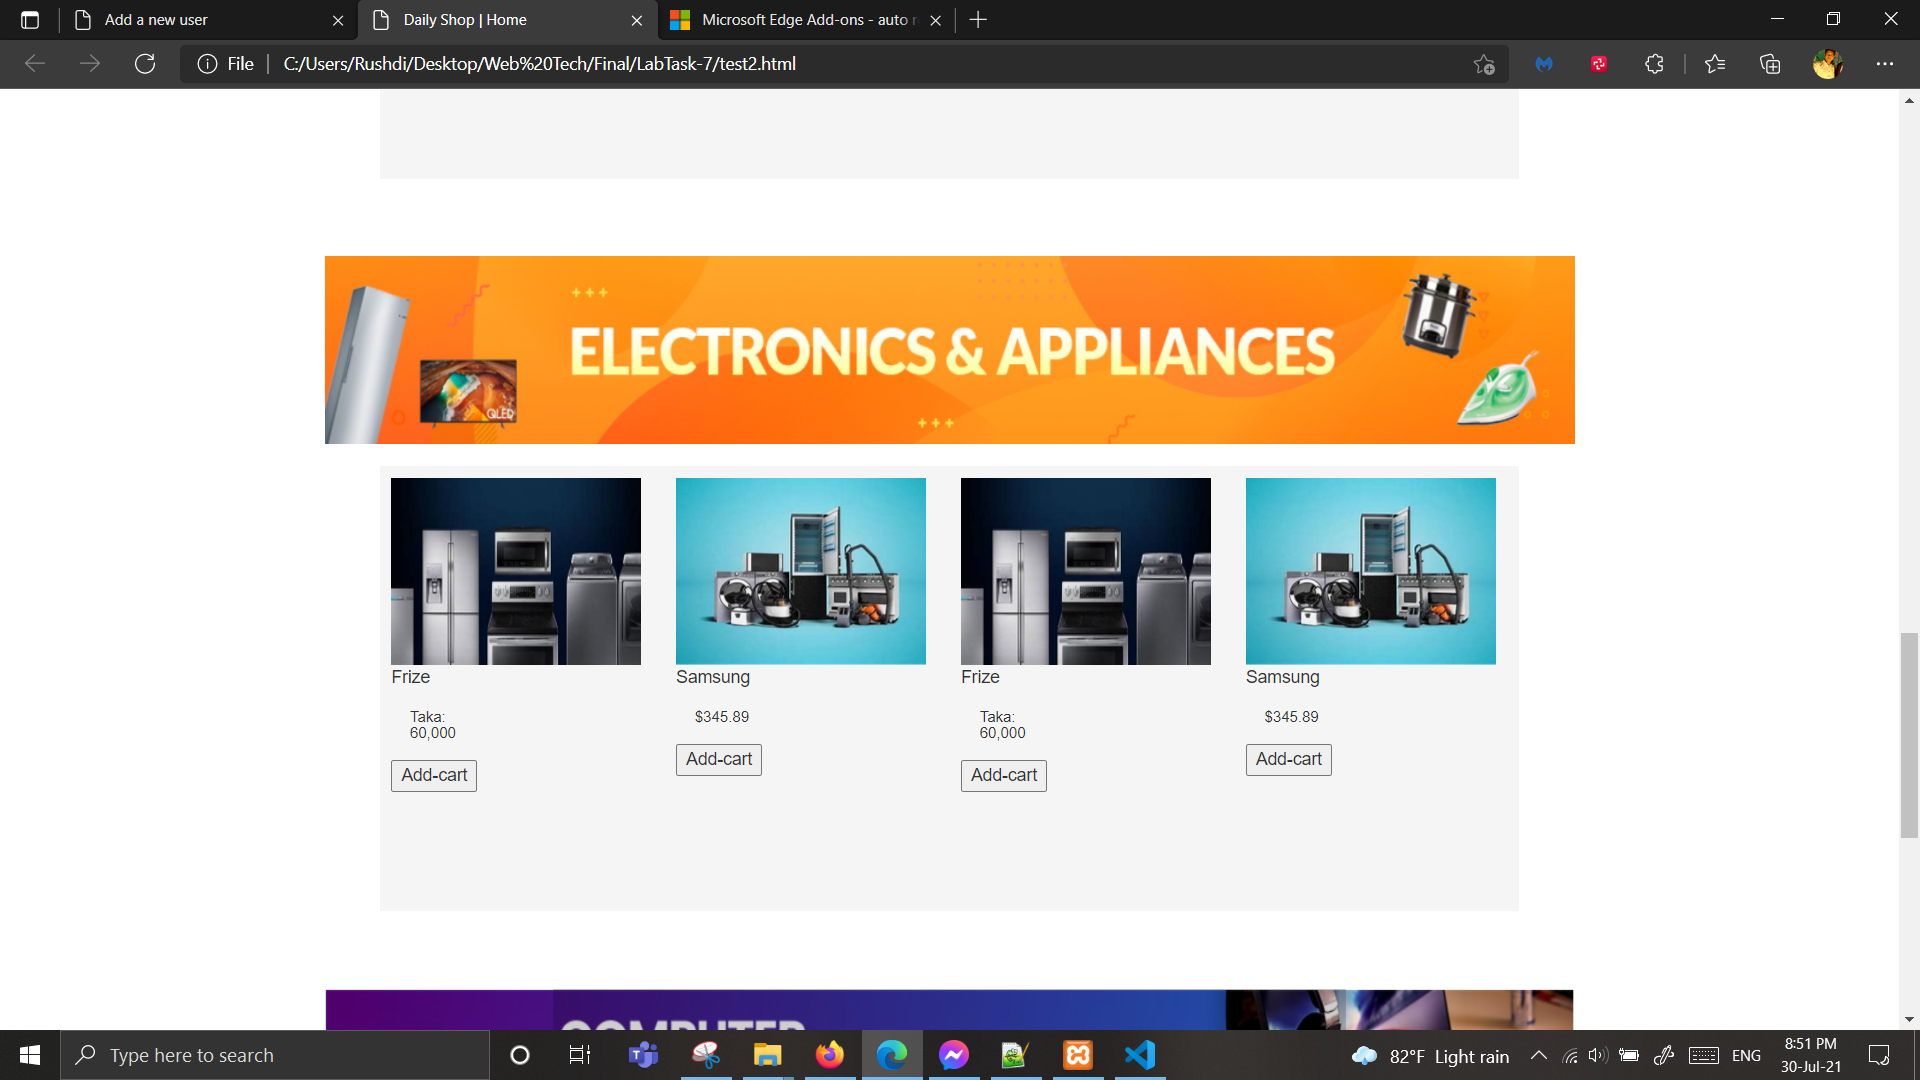 Add a new user
Daily Shop | Home
Microsoft Edge Add-ons - auto r
File
C:/Users/Rushdi/Desktop/Web%20Tech/Final/LabTask-7/test2.html
ELECTRONICS & APPLIANCES
QLED
Frize
Samsung
Frize
Samsung
Taka:
60,000
$345.89
Taka:
60,000
$345.89
Add-cart
Add-cart
Add-cart
Add-cart
COMPUTER
Type here to search
82°F Light rain
ENG
8:51 PM
30-Jul-21